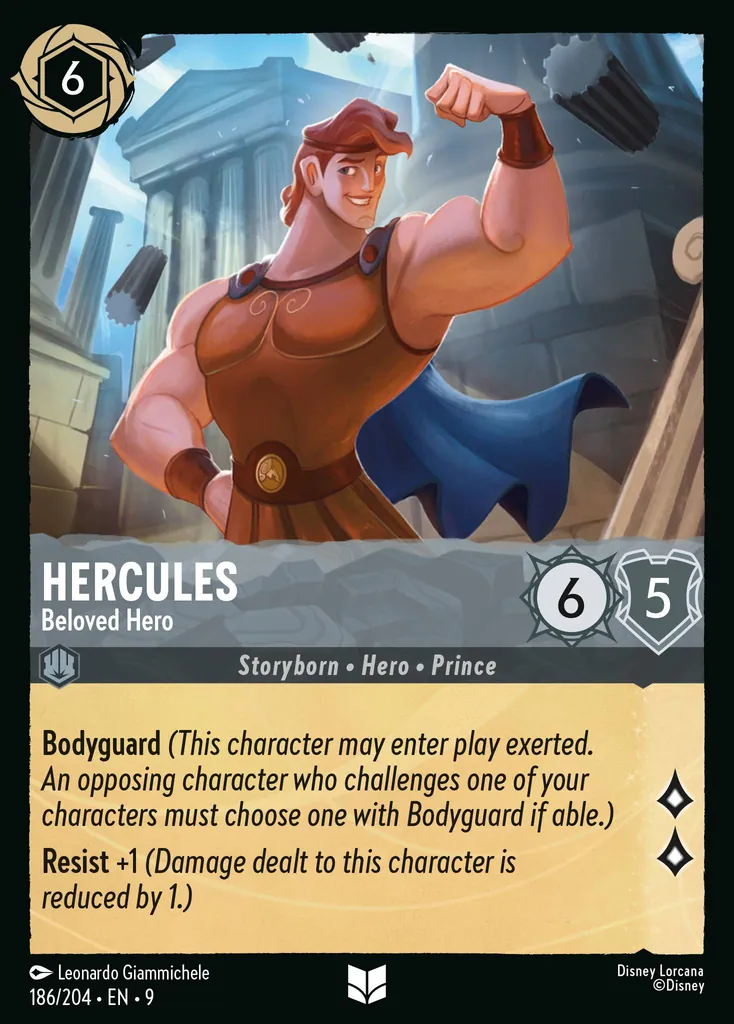 6
HERCULES
Beloved Hero
6 5
Storyborn • Hero • Prince
Bodyguard (This character may enter play exerted.
An opposing character who challenges one of your
characters must choose one with Bodyguard if able.)
Resist +1 (Damage dealt to this character is
reduced by 1.)
Leonardo Giammichele
186/204 • EN • 9
Disney Lorcana
©Disney